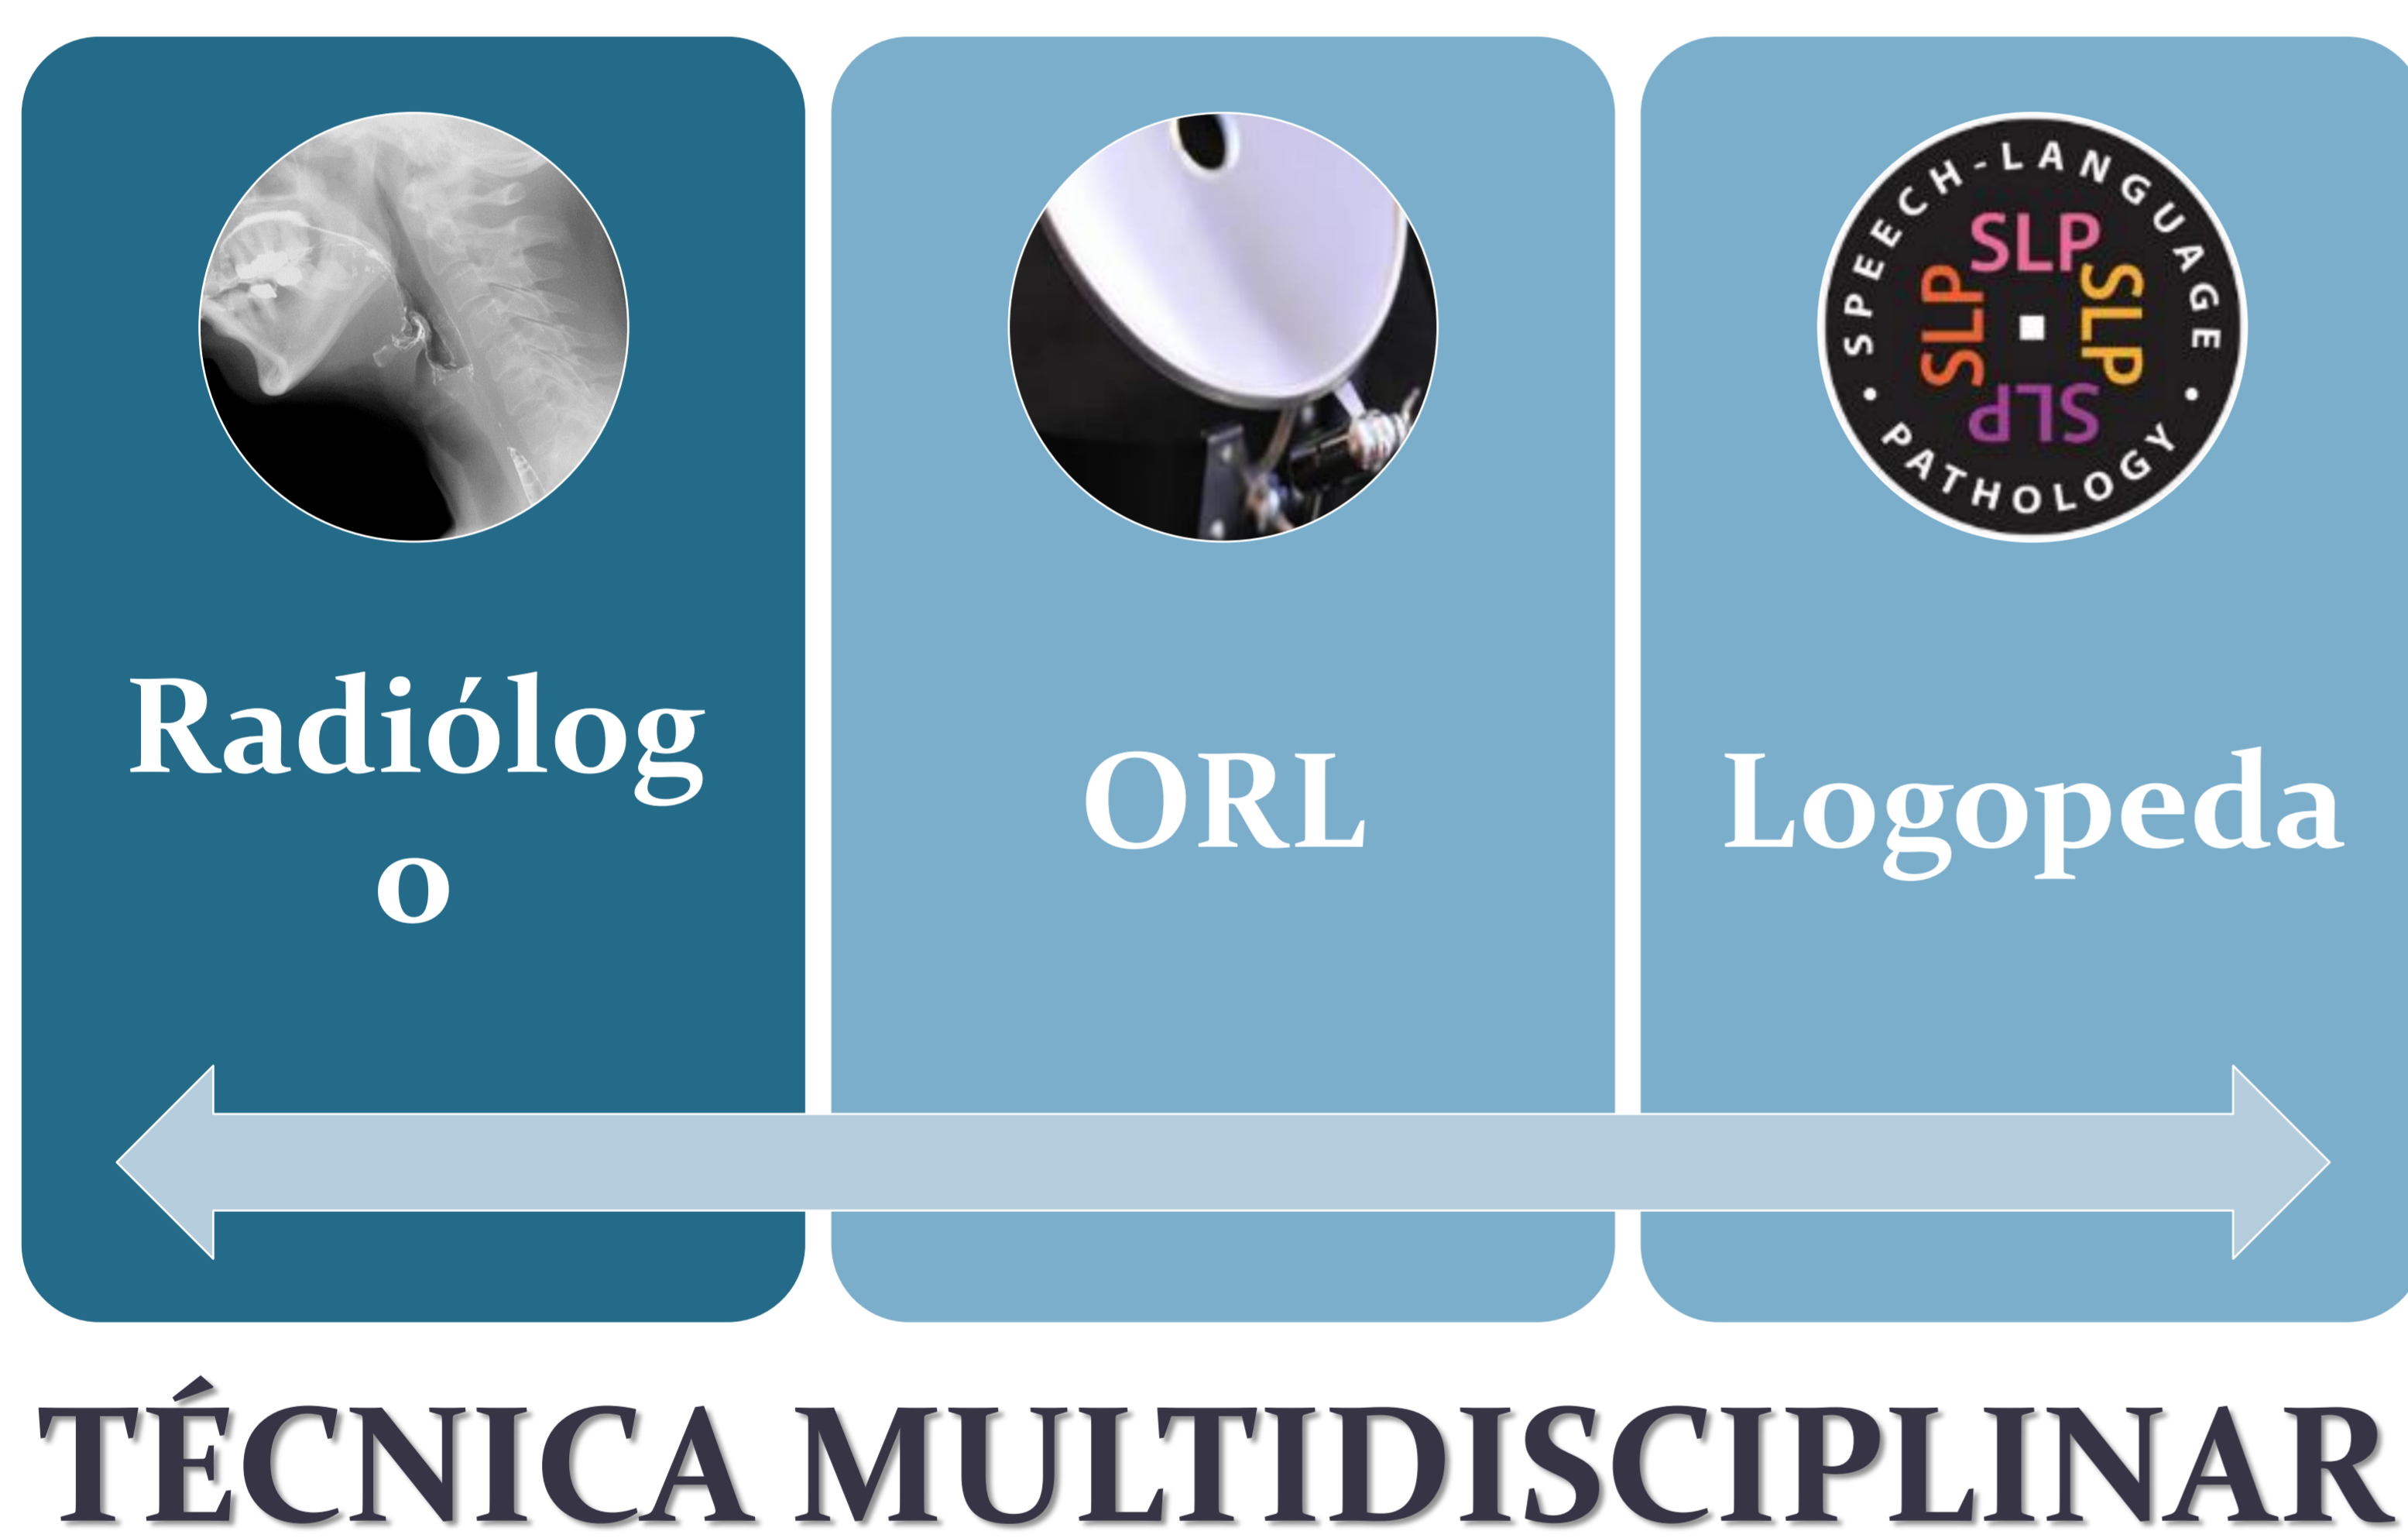 SPEECH-LANGUAGE
SLP
SLP
SLP
SLP
• PATHOLOGY •
Radiólog
o
ORL
Logopeda
TÉCNICA MULTIDISCIPLINAR